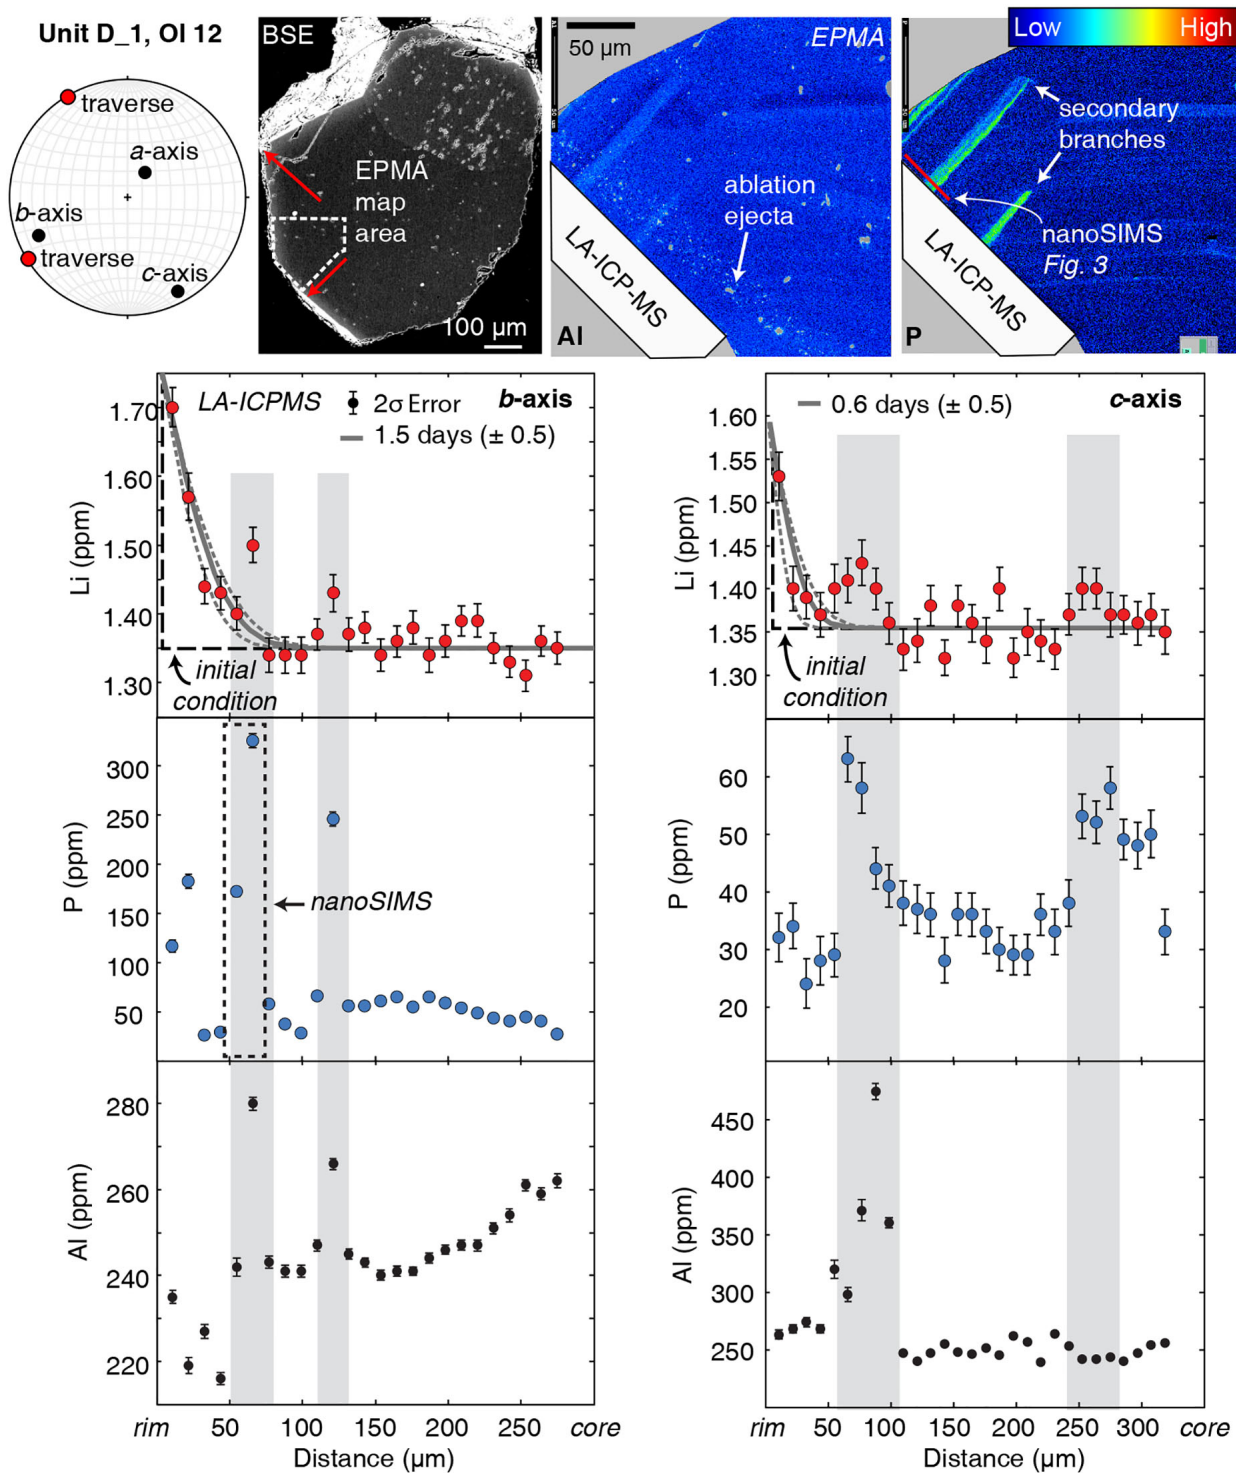 Unit D_1, Ol 12
traverse
a-axis
b-axis
traverse
c-axis
BSE
EPMA
map
area
100 µm
50 µm
EPMA
ablation
ejecta
LA-ICP-MS
Al
Low High
secondary
branches
nanoSIMS
Fig. 3
LA-ICP-MS
P
LA-ICPMS
2σ Error
b-axis
1.5 days (± 0.5)
1.70
1.60
1.50
1.40
1.30
Li (ppm)
initial
condition
300
250
200
150
100
50
P (ppm)
nanoSIMS
280
260
240
220
Al (ppm)
rim 50 100 150 200 250 core
Distance (µm)
0.6 days (± 0.5)
c-axis
1.60
1.55
1.50
1.45
1.40
1.35
1.30
Li (ppm)
initial
condition
60
50
40
30
20
P (ppm)
450
400
350
300
250
Al (ppm)
rim 50 100 150 200 250 300 core
Distance (µm)